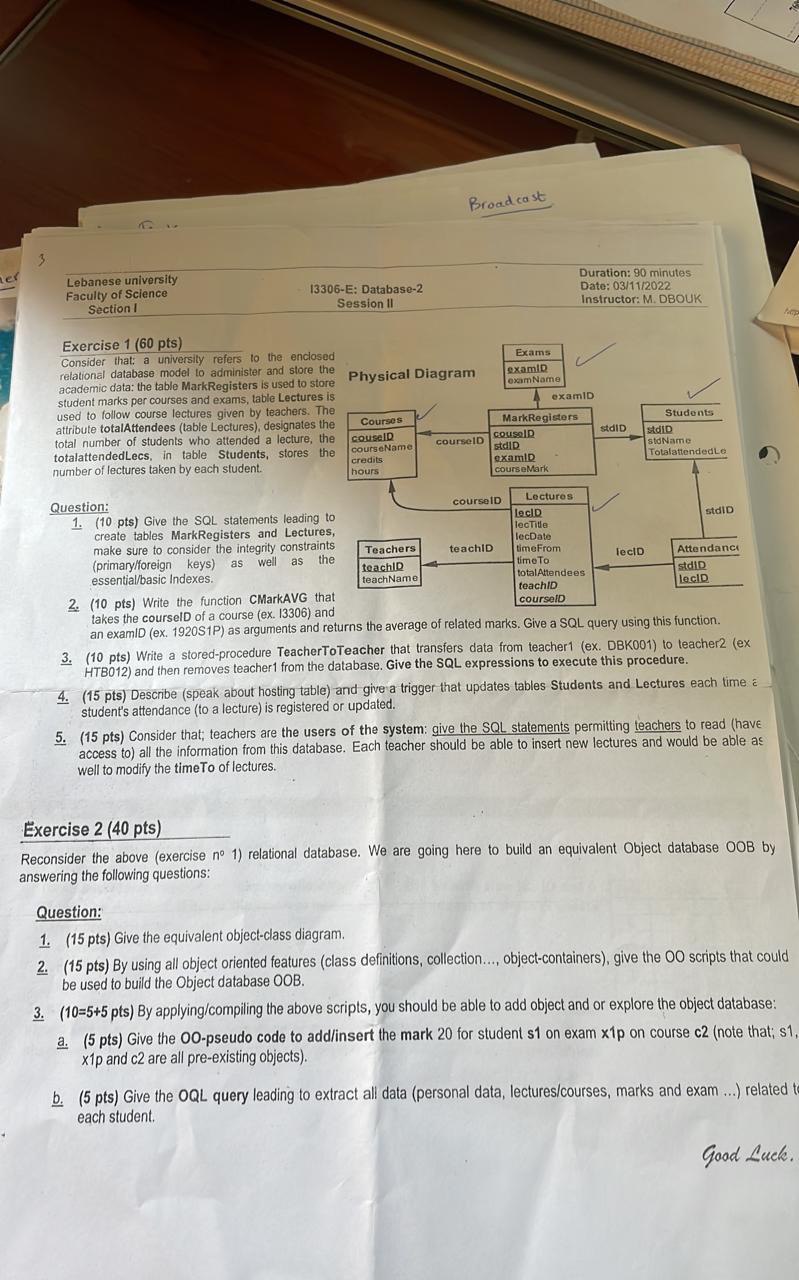 Broadcast
3
Lebanese university
Faculty of Science
Section I
I3306-E: Database-2
Session II
Duration: 90 minutes
Date: 03/11/2022
Instructor: M. DBOUK
Exercise 1 (60 pts)
Consider that: a university refers to the enclosed
relational database model to administer and store the
academic data: the table MarkRegisters is used to store
student marks per courses and exams, table Lectures is
used to follow course lectures given by teachers. The
attribute totalAttendees (table Lectures), designates the
total number of students who attended a lecture, the
totalattendedLecs, in table Students, stores the
number of lectures taken by each student.
Physical Diagram
Exams
examID
examName
examID
Courses
couseID
courseName
credits
hours
courseID
MarkRegisters
couseID
stdID
examID
courseMark
stdID
Students
stdID
stdName
TotalattendedLe
courseID
Lectures
lecID
lecTitle
lecDate
timeFrom
timeTo
totalAttendees
teachID
courseID
stdID
Teachers
teachID
teachName
teachID
lecID
Attendanc
stdID
lecID
Question:
1. (10 pts) Give the SQL statements leading to
create tables MarkRegisters and Lectures,
make sure to consider the integrity constraints
(primary/foreign keys) as well as the
essential/basic Indexes.
2. (10 pts) Write the function CMarkAVG that
takes the courseID of a course (ex. I3306) and
an examID (ex. 1920S1P) as arguments and returns the average of related marks. Give a SQL query using this function.
3. (10 pts) Write a stored-procedure TeacherToTeacher that transfers data from teacher1 (ex. DBK001) to teacher2 (ex
HTB012) and then removes teacher1 from the database. Give the SQL expressions to execute this procedure.
4. (15 pts) Describe (speak about hosting table) and give a trigger that updates tables Students and Lectures each time a
student's attendance (to a lecture) is registered or updated.
5. (15 pts) Consider that; teachers are the users of the system: give the SQL statements permitting teachers to read (have
access to) all the information from this database. Each teacher should be able to insert new lectures and would be able as
well to modify the timeTo of lectures.
Exercise 2 (40 pts)
Reconsider the above (exercise nº 1) relational database. We are going here to build an equivalent Object database OOB by
answering the following questions:
Question:
1. (15 pts) Give the equivalent object-class diagram.
2. (15 pts) By using all object oriented features (class definitions, collection..., object-containers), give the OO scripts that could
be used to build the Object database OOB.
3. (10=5+5 pts) By applying/compiling the above scripts, you should be able to add object and or explore the object database:
a. (5 pts) Give the OO-pseudo code to add/insert the mark 20 for student s1 on exam x1p on course c2 (note that; s1,
x1p and c2 are all pre-existing objects).
b. (5 pts) Give the OQL query leading to extract all data (personal data, lectures/courses, marks and exam ...) related t
each student.
Good Luck.